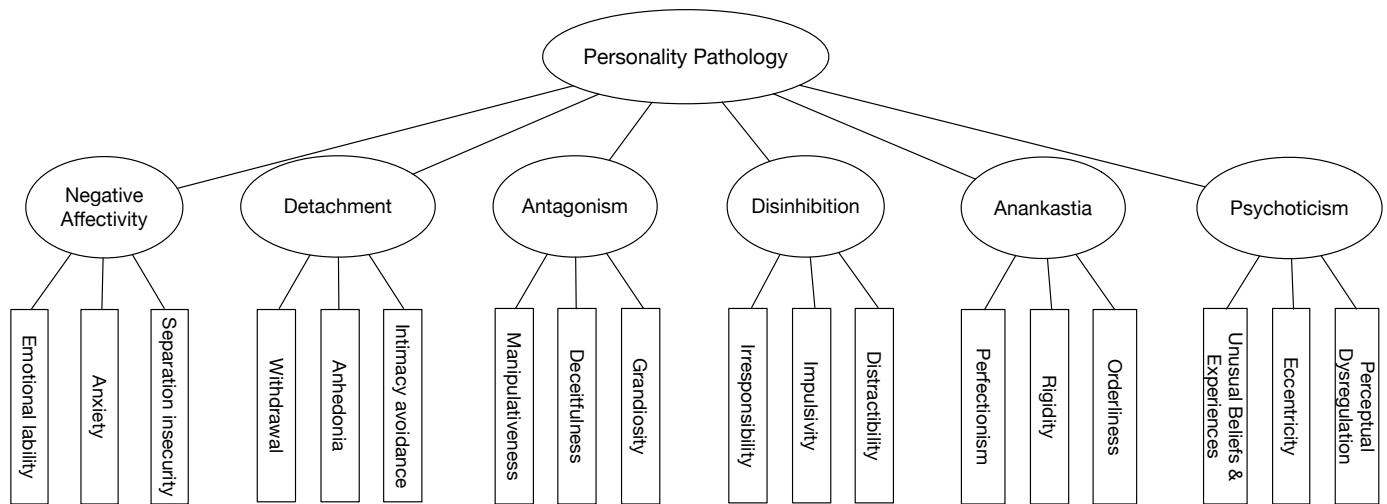 Personality Pathology
Negative
Affectivity
Detachment
Antagonism
Disinhibition
Anankastia
Psychoticism
Emotional lability
Anxiety
Separation insecurity
Withdrawal
Anhedonia
Intimacy avoidance
Manipulativeness
Deceitfulness
Grandiosity
Irresponsibility
Impulsivity
Distractibility
Perfectionism
Rigidity
Orderliness
Unusual Beliefs &
Experiences
Eccentricity
Perceptual
Dysregulation